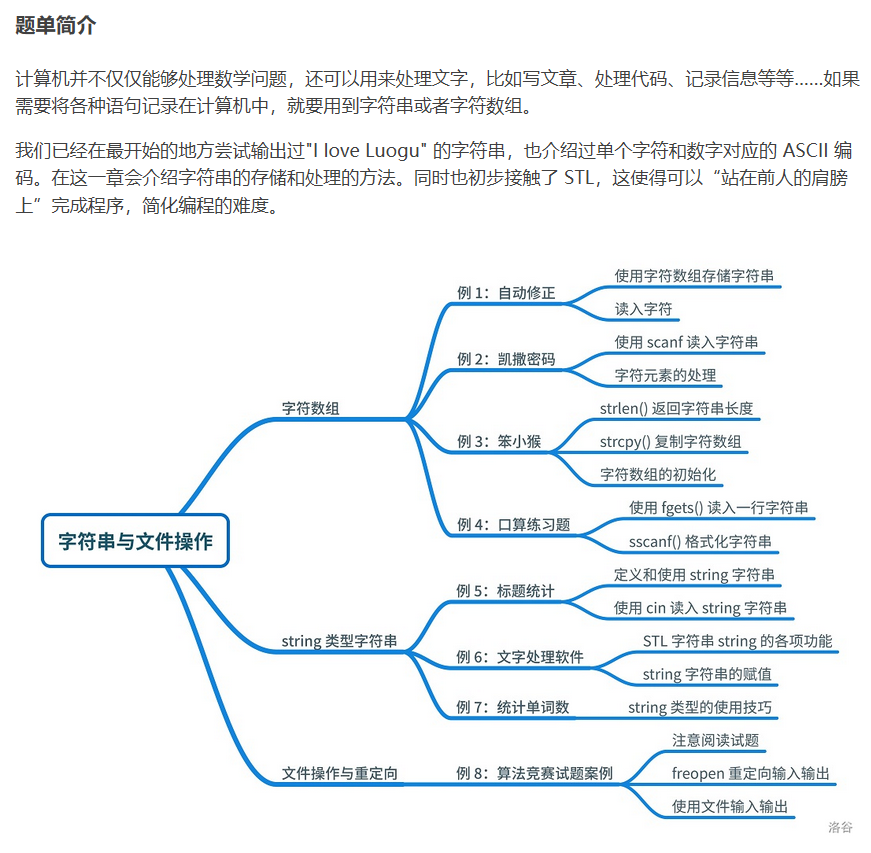 题单简介
计算机并不仅仅能够处理数学问题，还可以用来处理文字，比如写文章、处理代码、记录信息等等……如果
需要将各种语句记录在计算机中，就要用到字符串或者字符数组。
我们已经在最开始的地方尝试输出过"I love Luogu" 的字符串，也介绍过单个字符和数字对应的 ASCII 编
码。在这一章会介绍字符串的存储和处理的方法。同时也初步接触了 STL，这使得可以“站在前人的肩膀
上”完成程序，简化编程的难度。
字符串与文件操作
字符数组
例 1：自动修正
使用字符数组存储字符串
读入字符
例 2：凯撒密码
使用 scanf 读入字符串
字符元素的处理
例 3：笨小猴
strlen() 返回字符串长度
strcpy() 复制字符数组
字符数组的初始化
例 4：口算练习题
使用 fgets() 读入一行字符串
sscanf() 格式化字符串
string 类型字符串
例 5：标题统计
定义和使用 string 字符串
使用 cin 读入 string 字符串
例 6：文字处理软件
STL 字符串 string 的各项功能
string 字符串的赋值
例 7：统计单词数
string 类型的使用技巧
文件操作与重定向
例 8：算法竞赛试题案例
注意阅读试题
freopen 重定向输入输出
使用文件输入输出
洛谷